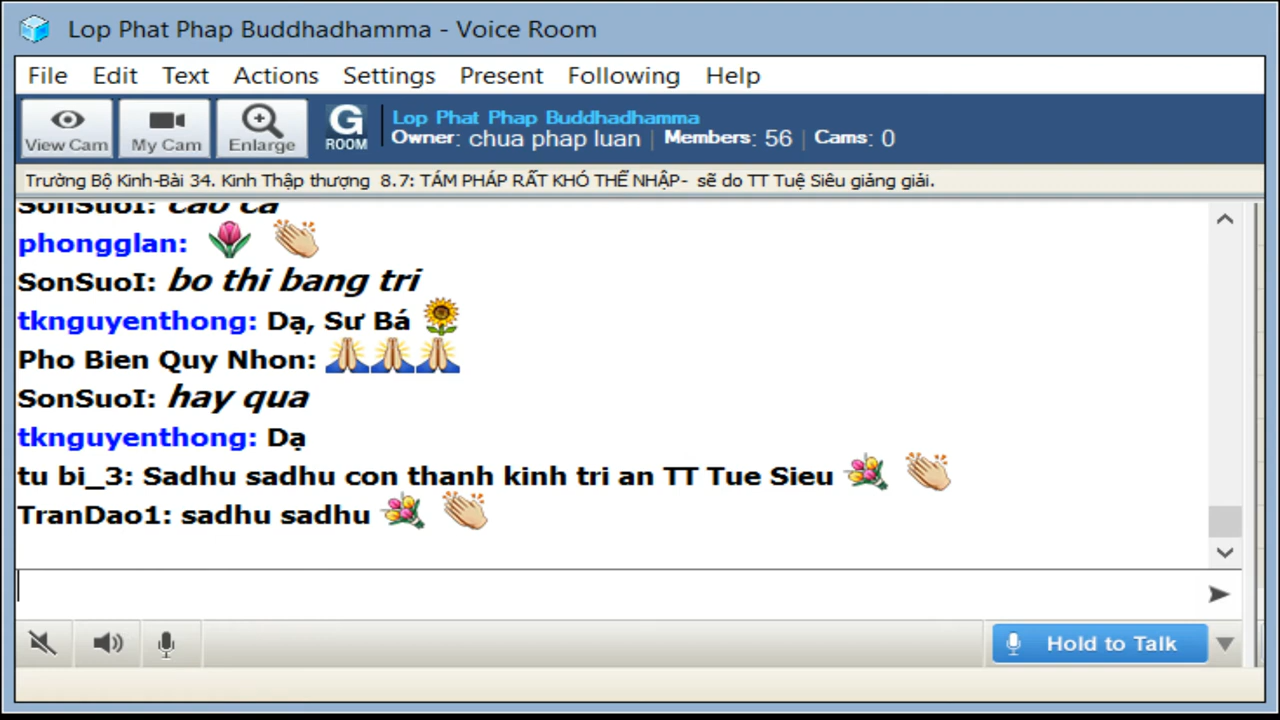 Lop Phat Phap Buddhadhamma - Voice Room
File Edit Text Actions Settings Present Following Help
View Cam My Cam Enlarge G ROOM
Lop Phat Phap Buddhadhamma
Owner: chua phap luan | Members: 56 | Cams: 0
Trường Bộ Kinh-Bài 34. Kinh Thập thượng 8.7: TÁM PHÁP RẤT KHÓ THỂ NHẬP- sẽ do TT Tuệ Siêu giảng giải.
SonSuoI: cao ca
phongglan:
SonSuoI: bo thi bang tri
tknguyenthong: Dạ, Sư Bá
Pho Bien Quy Nhon:
SonSuoI: hay qua
tknguyenthong: Dạ
tu bi_3: Sadhu sadhu con thanh kinh tri an TT Tue Sieu
TranDao1: sadhu sadhu
Hold to Talk